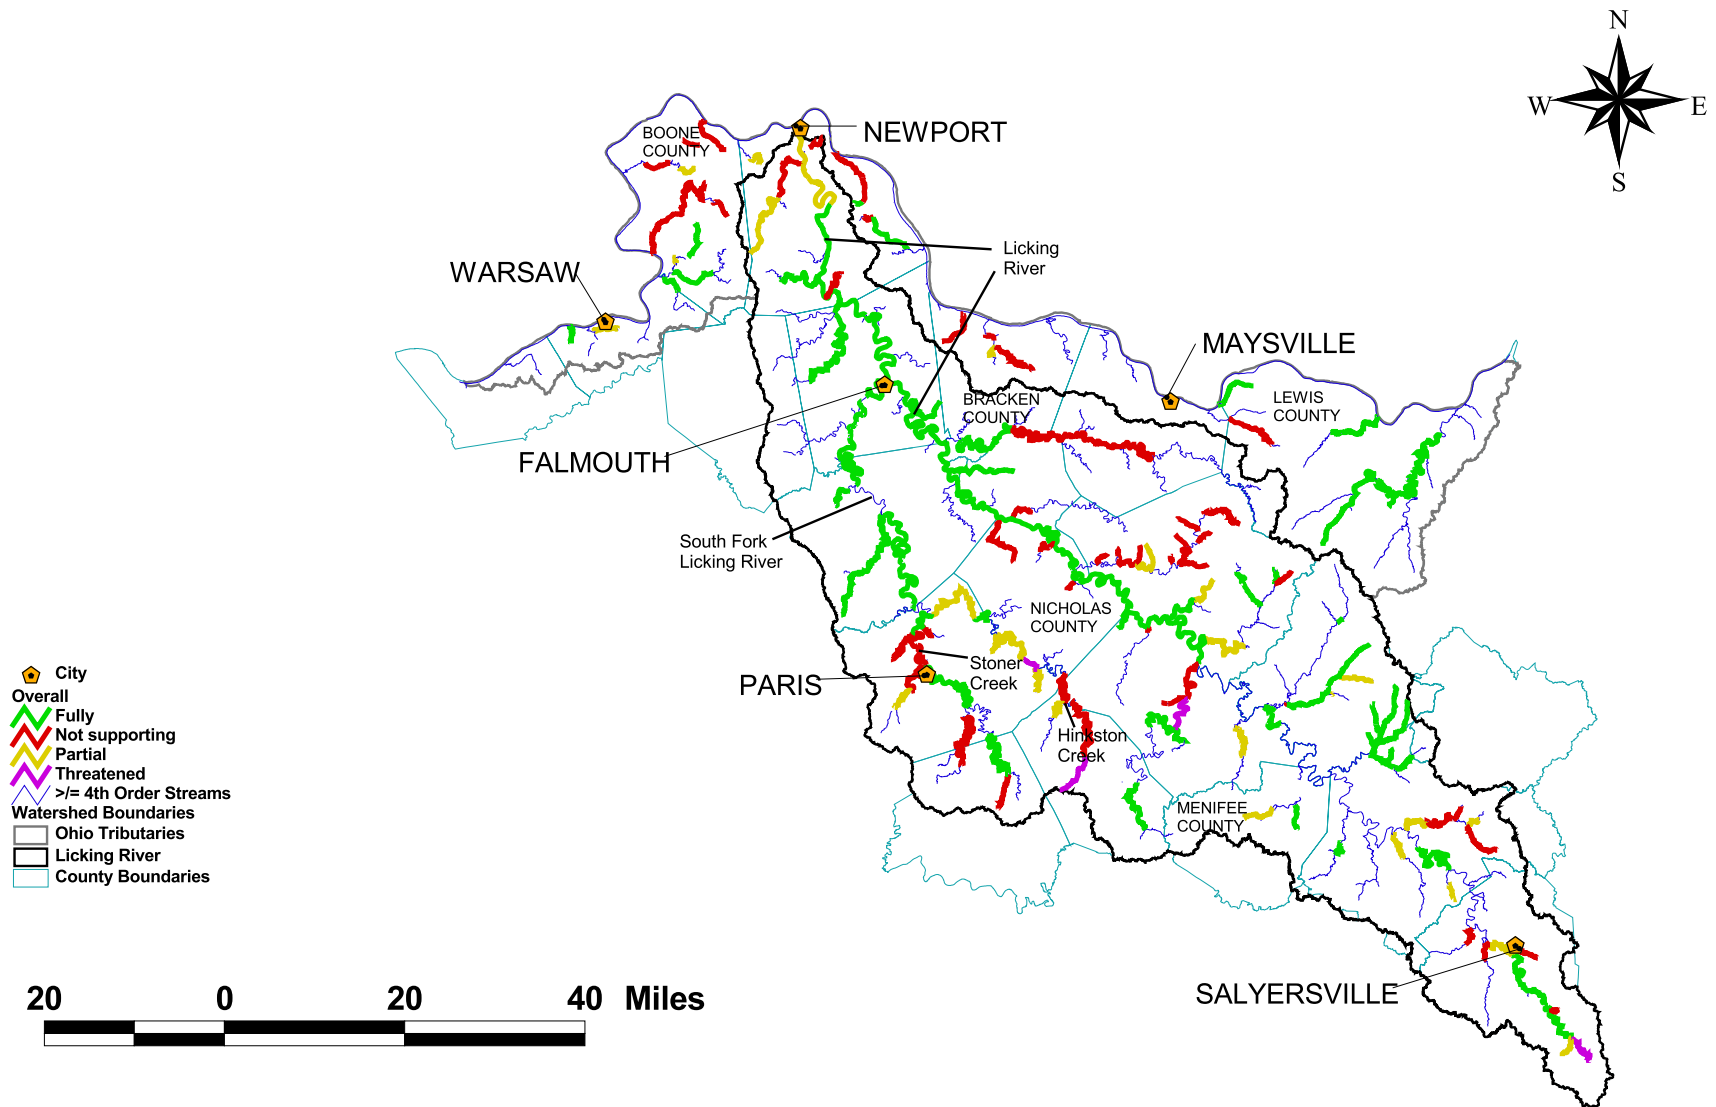 N
W
E
S
BOONE
COUNTY
NEWPORT
Licking
River
WARSAW
MAYSVILLE
BRACKEN
COUNTY
LEWIS
COUNTY
FALMOUTH
South Fork
Licking River
NICHOLAS
COUNTY
Stoner
Creek
PARIS
Hinkston
Creek
MENIFEE
COUNTY
SALYERSVILLE
City
Overall
Fully
Not supporting
Partial
Threatened
>/= 4th Order Streams
Watershed Boundaries
Ohio Tributaries
Licking River
County Boundaries
20 0 20 40 Miles